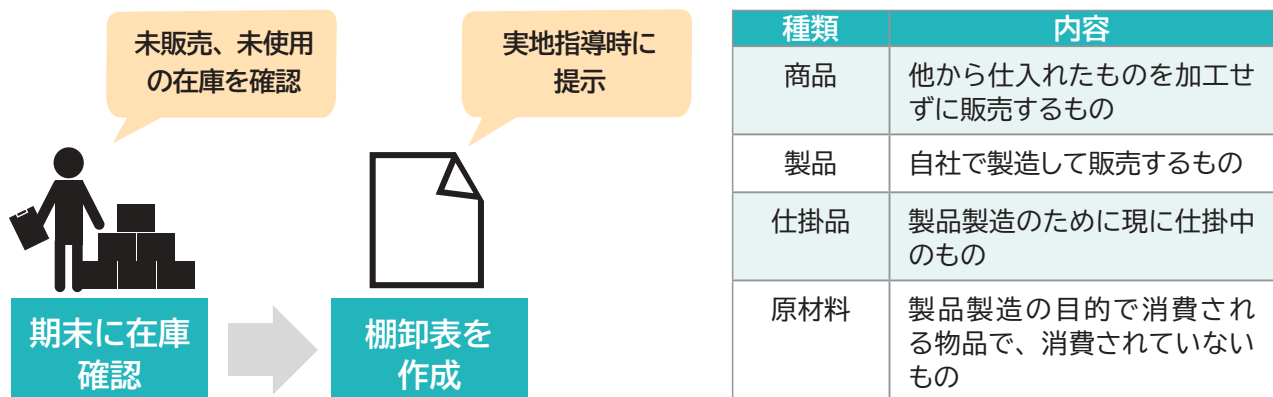 未販売、未使用
の在庫を確認
実地指導時に
提示
期末に在庫
確認
棚卸表を
作成
種類 内容
商品 他から仕入れたものを加工せ
ずに販売するもの
製品 自社で製造して販売するもの
仕掛品 製品製造のために現に仕掛中
のもの
原材料 製品製造の目的で消費され
る物品で、消費されていない
もの